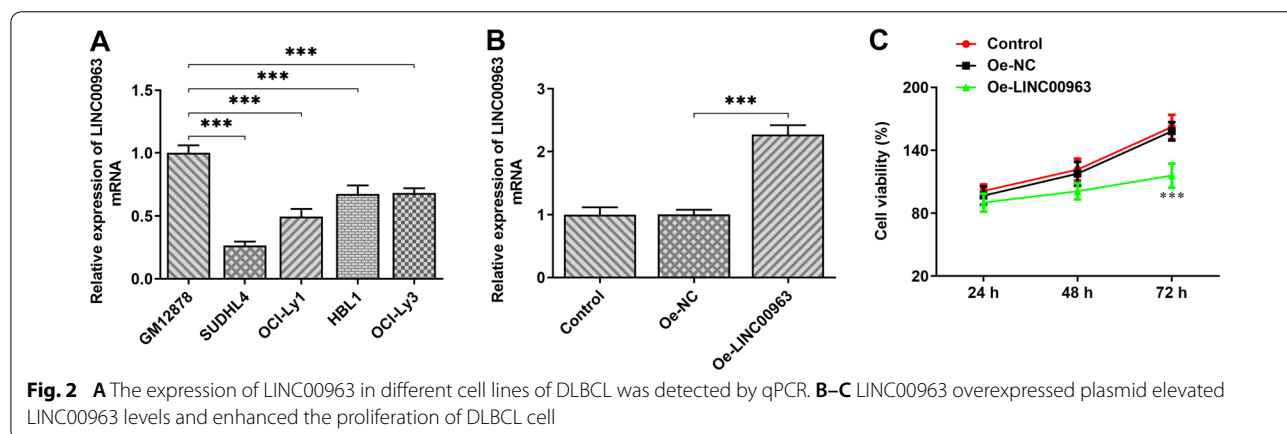 A
Relative expression of LINC00963
mRNA
1.5
1.0
0.5
0.0
***
***
***
***
GM12878
SUDHL4
OCI-Ly1
HBL1
OCI-Ly3
B
Relative expression of LINC00963
mRNA
3
2
1
0
***
Control
Oe-NC
Oe-LINC00963
C
Control
Oe-NC
Oe-LINC00963
Cell viability (%)
200
140
80
20
***
24 h
48 h
72 h
Fig. 2 A The expression of LINC00963 in different cell lines of DLBCL was detected by qPCR. B–C LINC00963 overexpressed plasmid elevated
LINC00963 levels and enhanced the proliferation of DLBCL cell